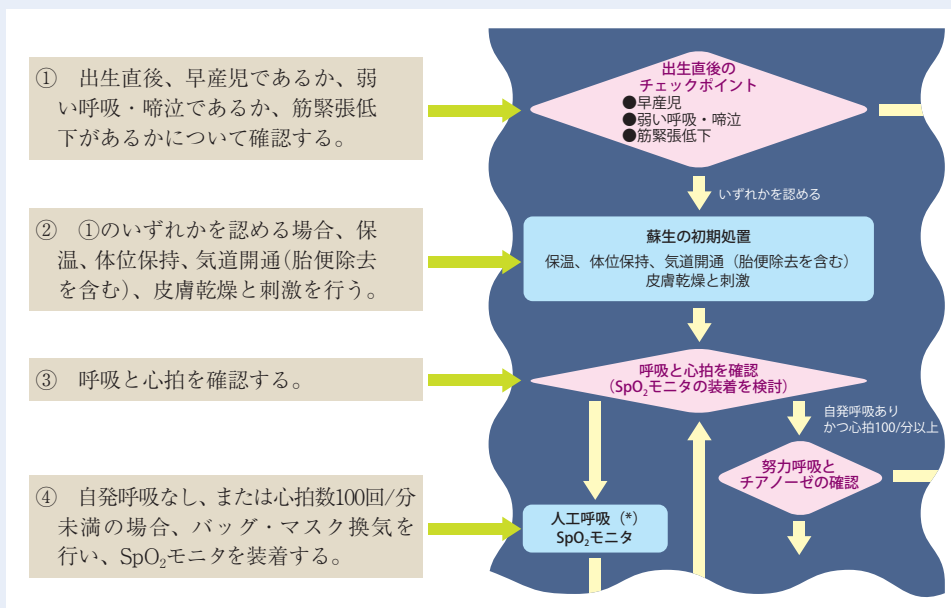 ① 出生直後、早産児であるか、弱
い呼吸・啼泣であるか、筋緊張低
下があるかについて確認する。
② ①のいずれかを認める場合、保
温、体位保持、気道開通(胎便除去
を含む)、皮膚乾燥と刺激を行う。
③ 呼吸と心拍を確認する。
④ 自発呼吸なし、または心拍数100回/分
未満の場合、バッグ・マスク換気を
行い、SpO₂モニタを装着する。
出生直後の
チェックポイント
●早産児
●弱い呼吸・啼泣
●筋緊張低下
いずれかを認める
蘇生の初期処置
保温、体位保持、気道開通(胎便除去を含む)
皮膚乾燥と刺激
呼吸と心拍を確認
(SpO₂モニタの装着を検討)
自発呼吸あり
かつ心拍100/分以上
努力呼吸と
チアノーゼの確認
人工呼吸(*)
SpO₂モニタ